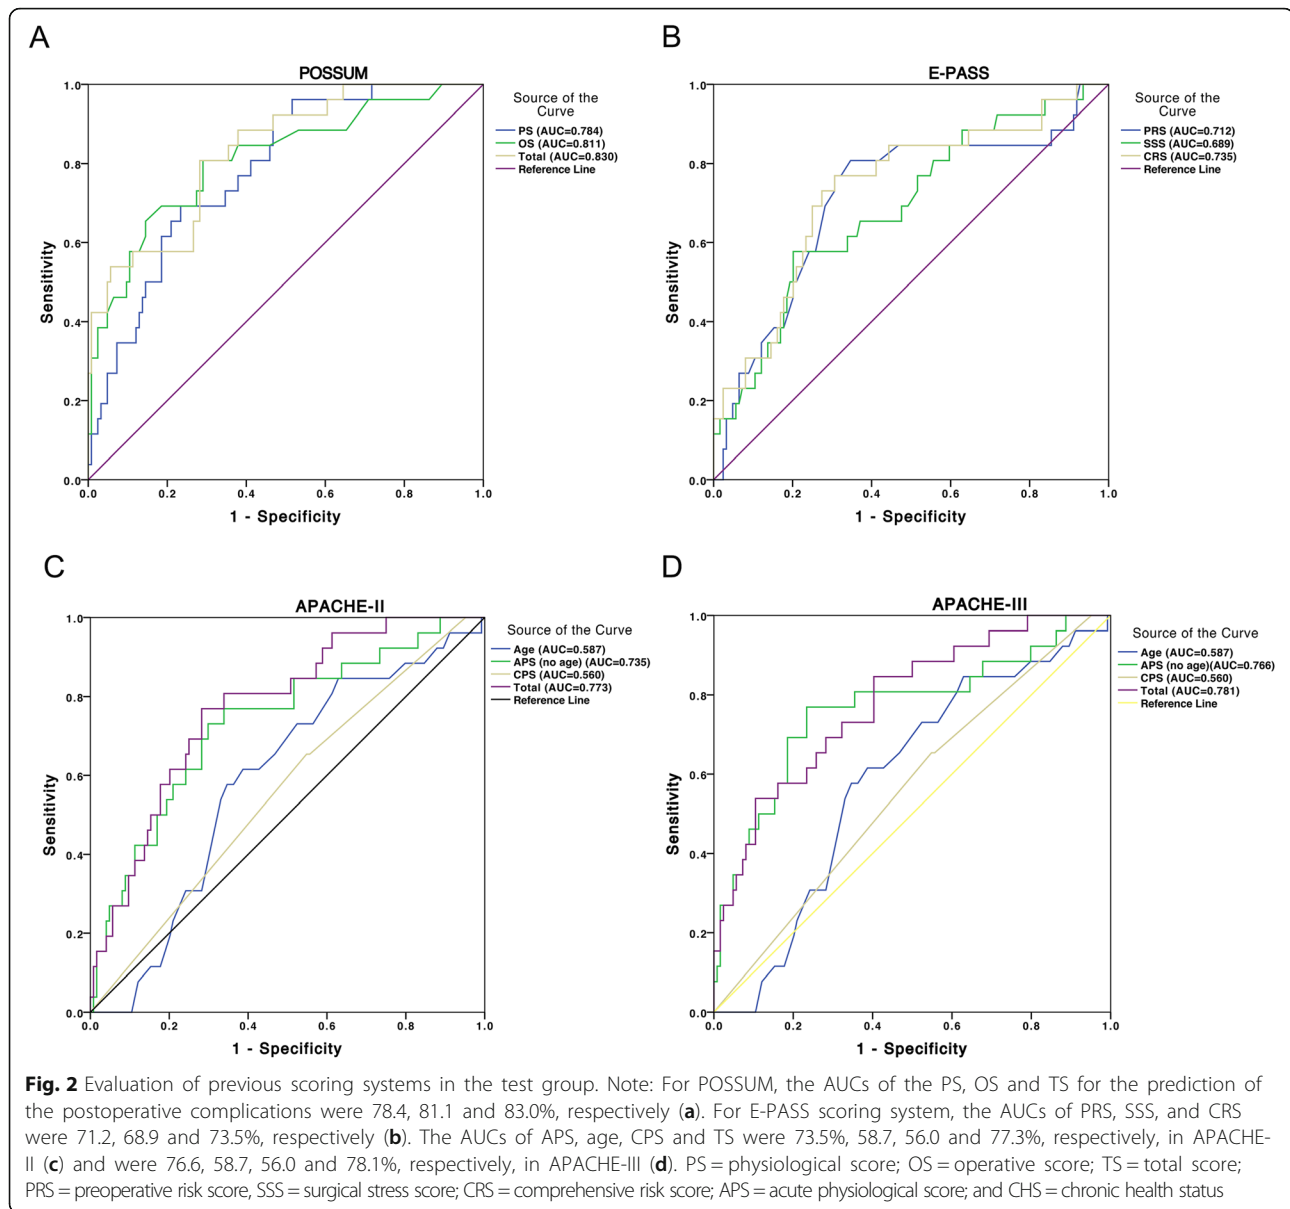 A
POSSUM
Source of the
Curve
PS (AUC=0.784)
OS (AUC=0.811)
Total (AUC=0.830)
Reference Line
Sensitivity
1.0
0.8
0.6
0.4
0.2
0.0
0.0 0.2 0.4 0.6 0.8 1.0
1 - Specificity
B
E-PASS
Source of the
Curve
PRS (AUC=0.712)
SSS (AUC=0.689)
CRS (AUC=0.735)
Reference Line
Sensitivity
1.0
0.8
0.6
0.4
0.2
0.0
0.0 0.2 0.4 0.6 0.8 1.0
1 - Specificity
C
APACHE-II
Source of the Curve
Age (AUC=0.587)
APS (no age) (AUC=0.735)
CPS (AUC=0.560)
Total (AUC=0.773)
Reference Line
Sensitivity
1.0
0.8
0.6
0.4
0.2
0.0
0.0 0.2 0.4 0.6 0.8 1.0
1 - Specificity
D
APACHE-III
Source of the Curve
Age (AUC=0.587)
APS (no age)(AUC=0.766)
CPS (AUC=0.560)
Total (AUC=0.781)
Reference Line
Sensitivity
1.0
0.8
0.6
0.4
0.2
0.0
0.0 0.2 0.4 0.6 0.8 1.0
1 - Specificity
Fig. 2 Evaluation of previous scoring systems in the test group. Note: For POSSUM, the AUCs of the PS, OS and TS for the prediction of
the postoperative complications were 78.4, 81.1 and 83.0%, respectively (a). For E-PASS scoring system, the AUCs of PRS, SSS, and CRS
were 71.2, 68.9 and 73.5%, respectively (b). The AUCs of APS, age, CPS and TS were 73.5%, 58.7, 56.0 and 77.3%, respectively, in APACHE-
II (c) and were 76.6, 58.7, 56.0 and 78.1%, respectively, in APACHE-III (d). PS = physiological score; OS = operative score; TS = total score;
PRS = preoperative risk score, SSS = surgical stress score; CRS = comprehensive risk score; APS = acute physiological score; and CHS = chronic health status